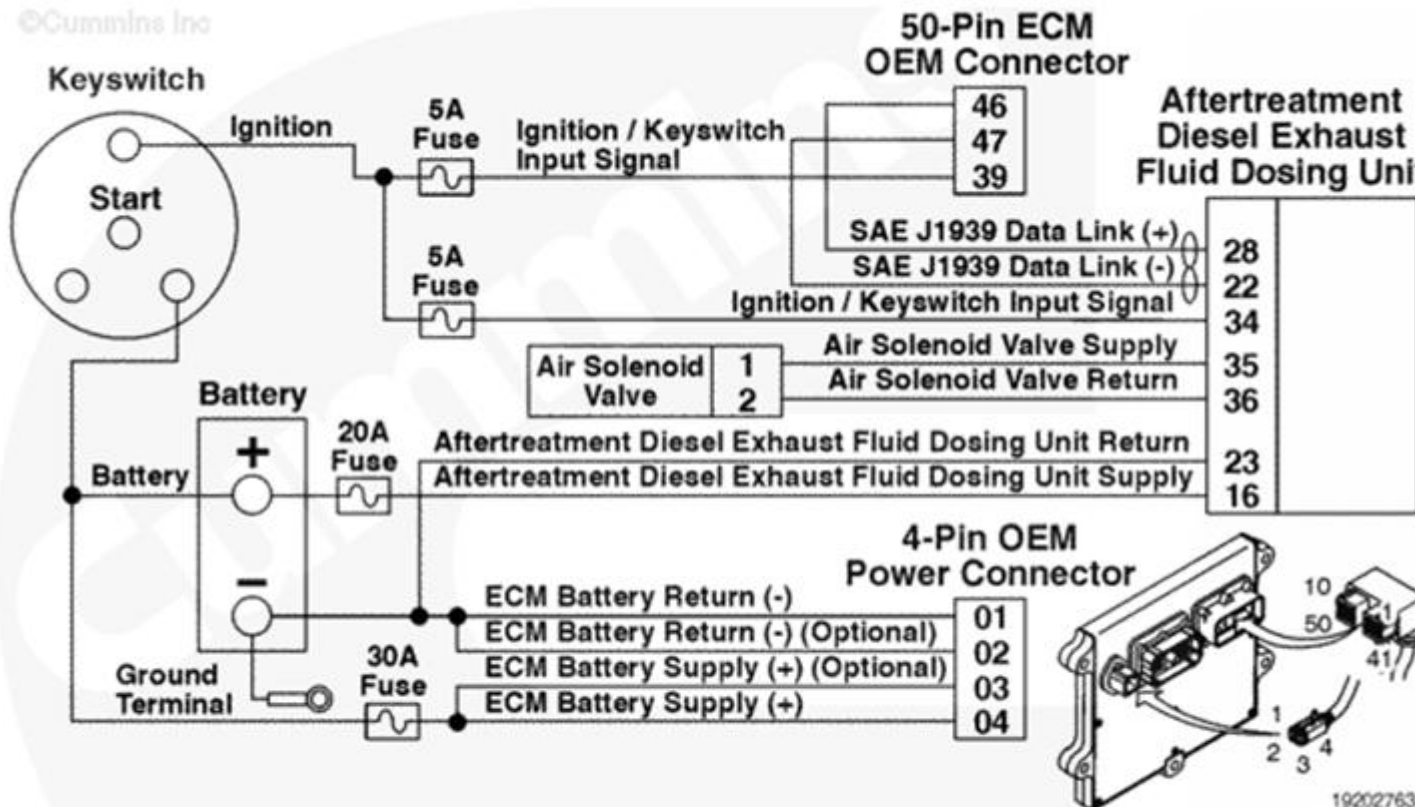 ©Cummins Inc
50-Pin ECM
OEM Connector
Keyswitch
Ignition
Start
5A
Fuse
Ignition / Keyswitch
Input Signal
46
47
39
Aftertreatment
Diesel Exhaust
Fluid Dosing Uni
5A
Fuse
SAE J1939 Data Link (+)
SAE J1939 Data Link (-)
Ignition / Keyswitch Input Signal
28
22
34
Air Solenoid
Valve
1
2
Air Solenoid Valve Supply
Air Solenoid Valve Return
35
36
Battery
+
−
Battery
20A
Fuse
Aftertreatment Diesel Exhaust Fluid Dosing Unit Return
Aftertreatment Diesel Exhaust Fluid Dosing Unit Supply
23
16
4-Pin OEM
Power Connector
ECM Battery Return (-)
ECM Battery Return (-) (Optional)
ECM Battery Supply (+) (Optional)
ECM Battery Supply (+)
01
02
03
04
Ground
Terminal
30A
Fuse
10
50
1
41
1
2
3
4
19202763
Cummins